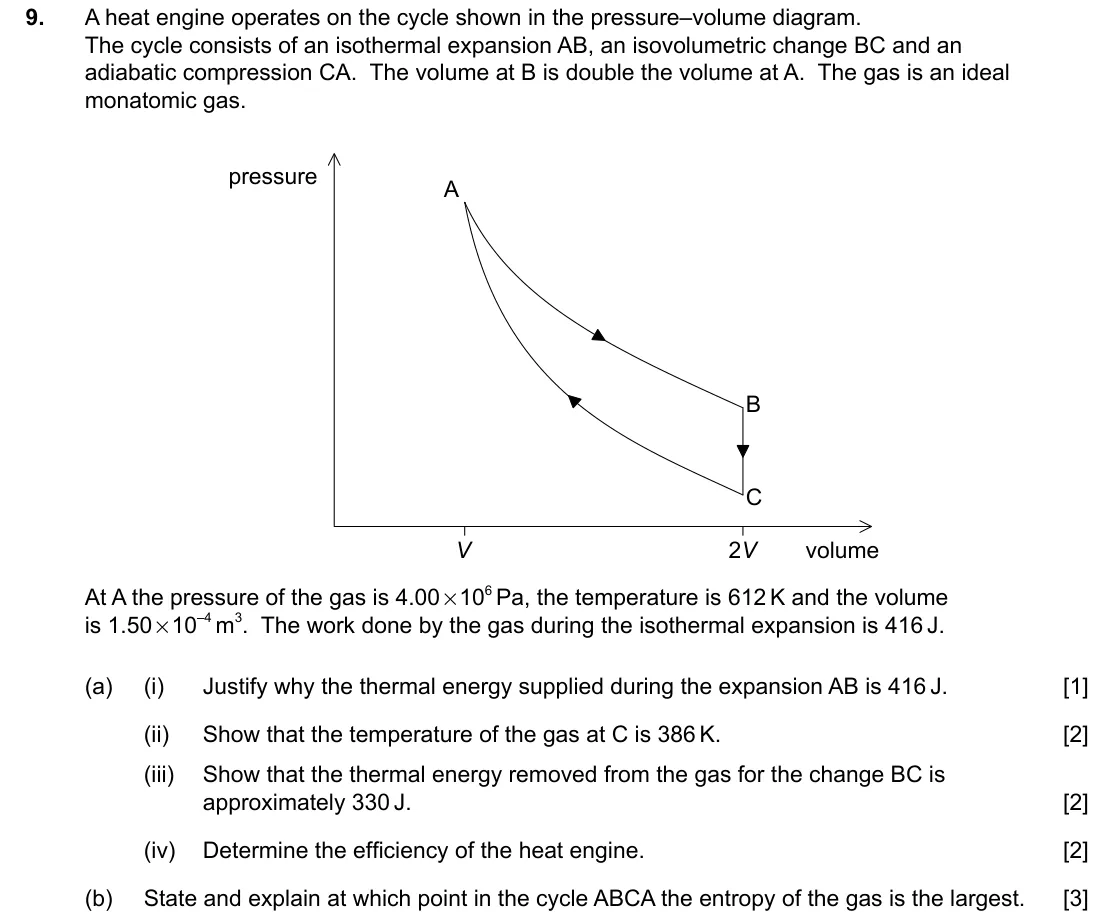 9. A heat engine operates on the cycle shown in the pressure–volume diagram.
The cycle consists of an isothermal expansion AB, an isovolumetric change BC and an
adiabatic compression CA. The volume at B is double the volume at A. The gas is an ideal
monatomic gas.
pressure
A
B
C
V
2V
volume
At A the pressure of the gas is 4.00×10⁶ Pa, the temperature is 612 K and the volume
is 1.50×10⁻⁴ m³. The work done by the gas during the isothermal expansion is 416 J.
(a) (i) Justify why the thermal energy supplied during the expansion AB is 416 J. [1]
(ii) Show that the temperature of the gas at C is 386 K. [2]
(iii) Show that the thermal energy removed from the gas for the change BC is
approximately 330 J. [2]
(iv) Determine the efficiency of the heat engine. [2]
(b) State and explain at which point in the cycle ABCA the entropy of the gas is the largest. [3]